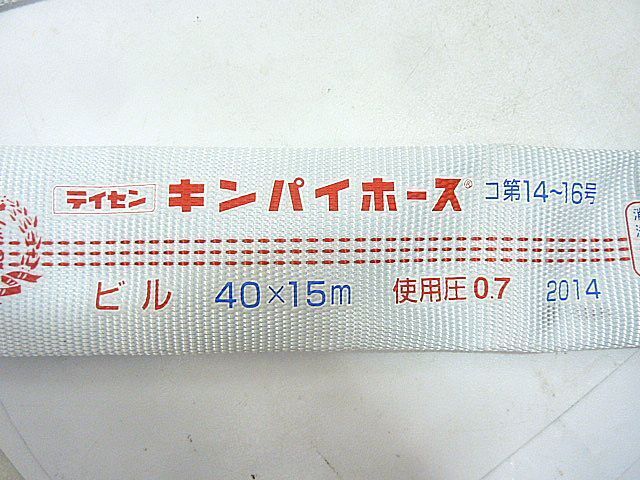 テイセン キンパイホース® コ第14~16号
ビル 40×15m 使用圧0.7 2014